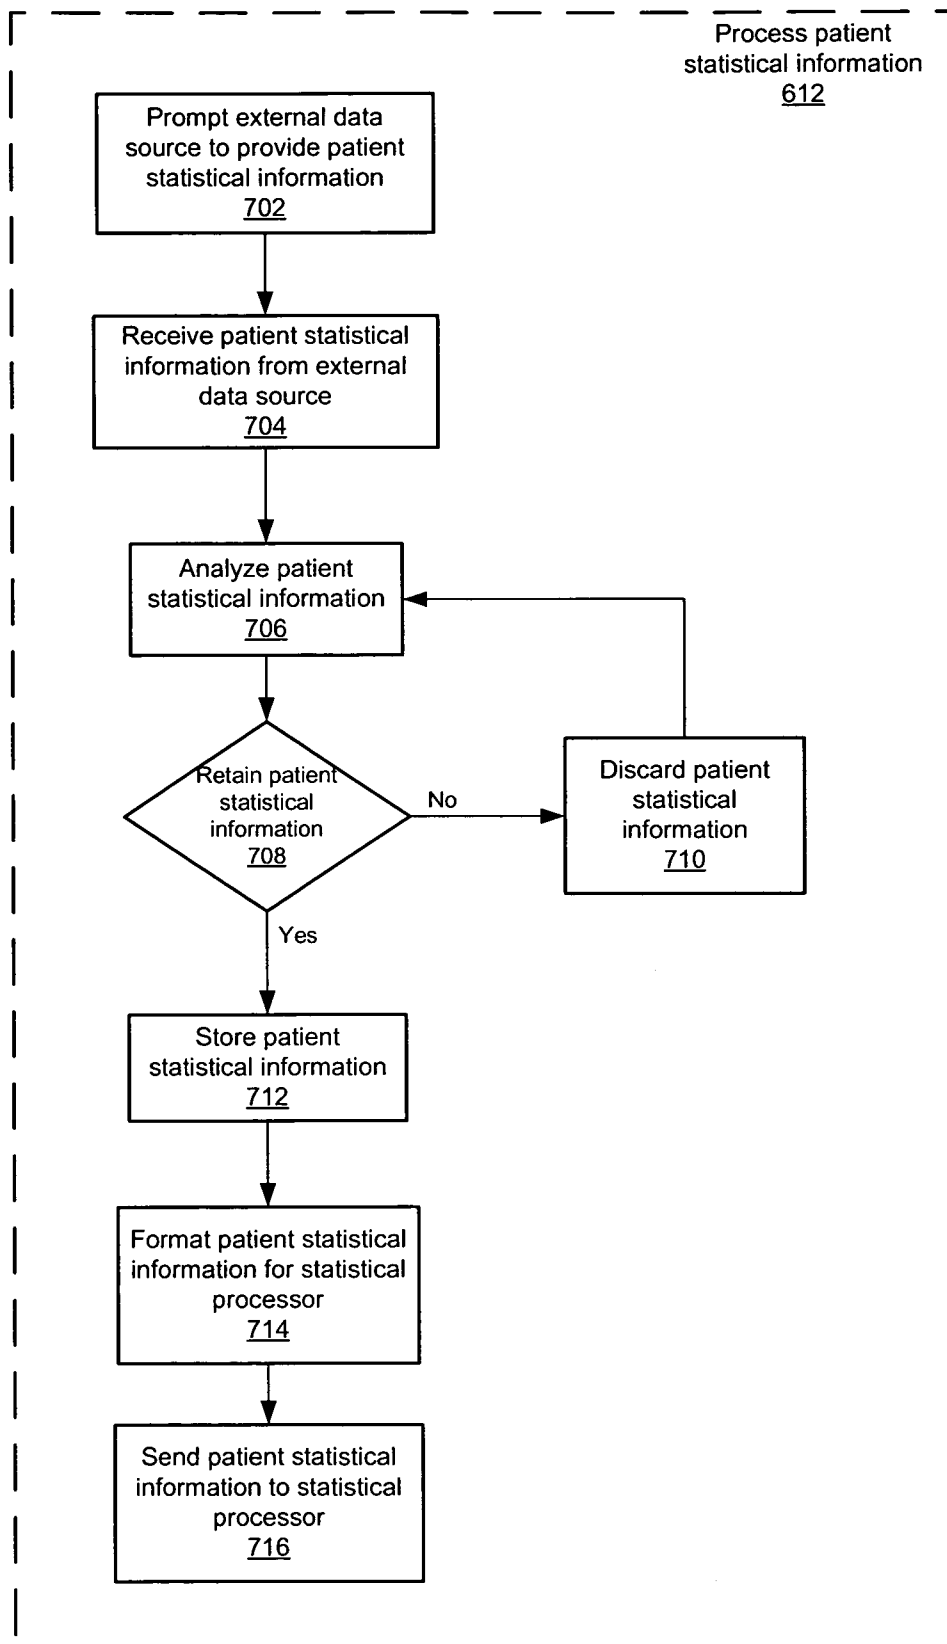 Process patient
statistical information
612
Prompt external data
source to provide patient
statistical information
702
Receive patient statistical
information from external
data source
704
Analyze patient
statistical information
706
Retain patient
statistical
information
708
No
Discard patient
statistical
information
710
Yes
Store patient
statistical information
712
Format patient statistical
information for statistical
processor
714
Send patient statistical
information to statistical
processor
716